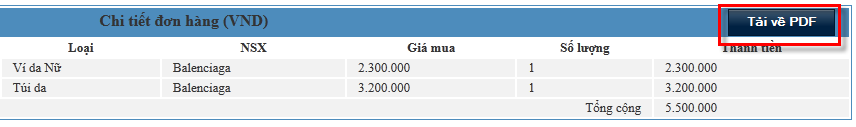 Chi tiết đơn hàng (VND) Tải về PDF
Loại NSX Giá mua Số lượng Thành tiền
Ví da Nữ Balenciaga 2.300.000 1 2.300.000
Túi da Balenciaga 3.200.000 1 3.200.000
Tổng cộng 5.500.000